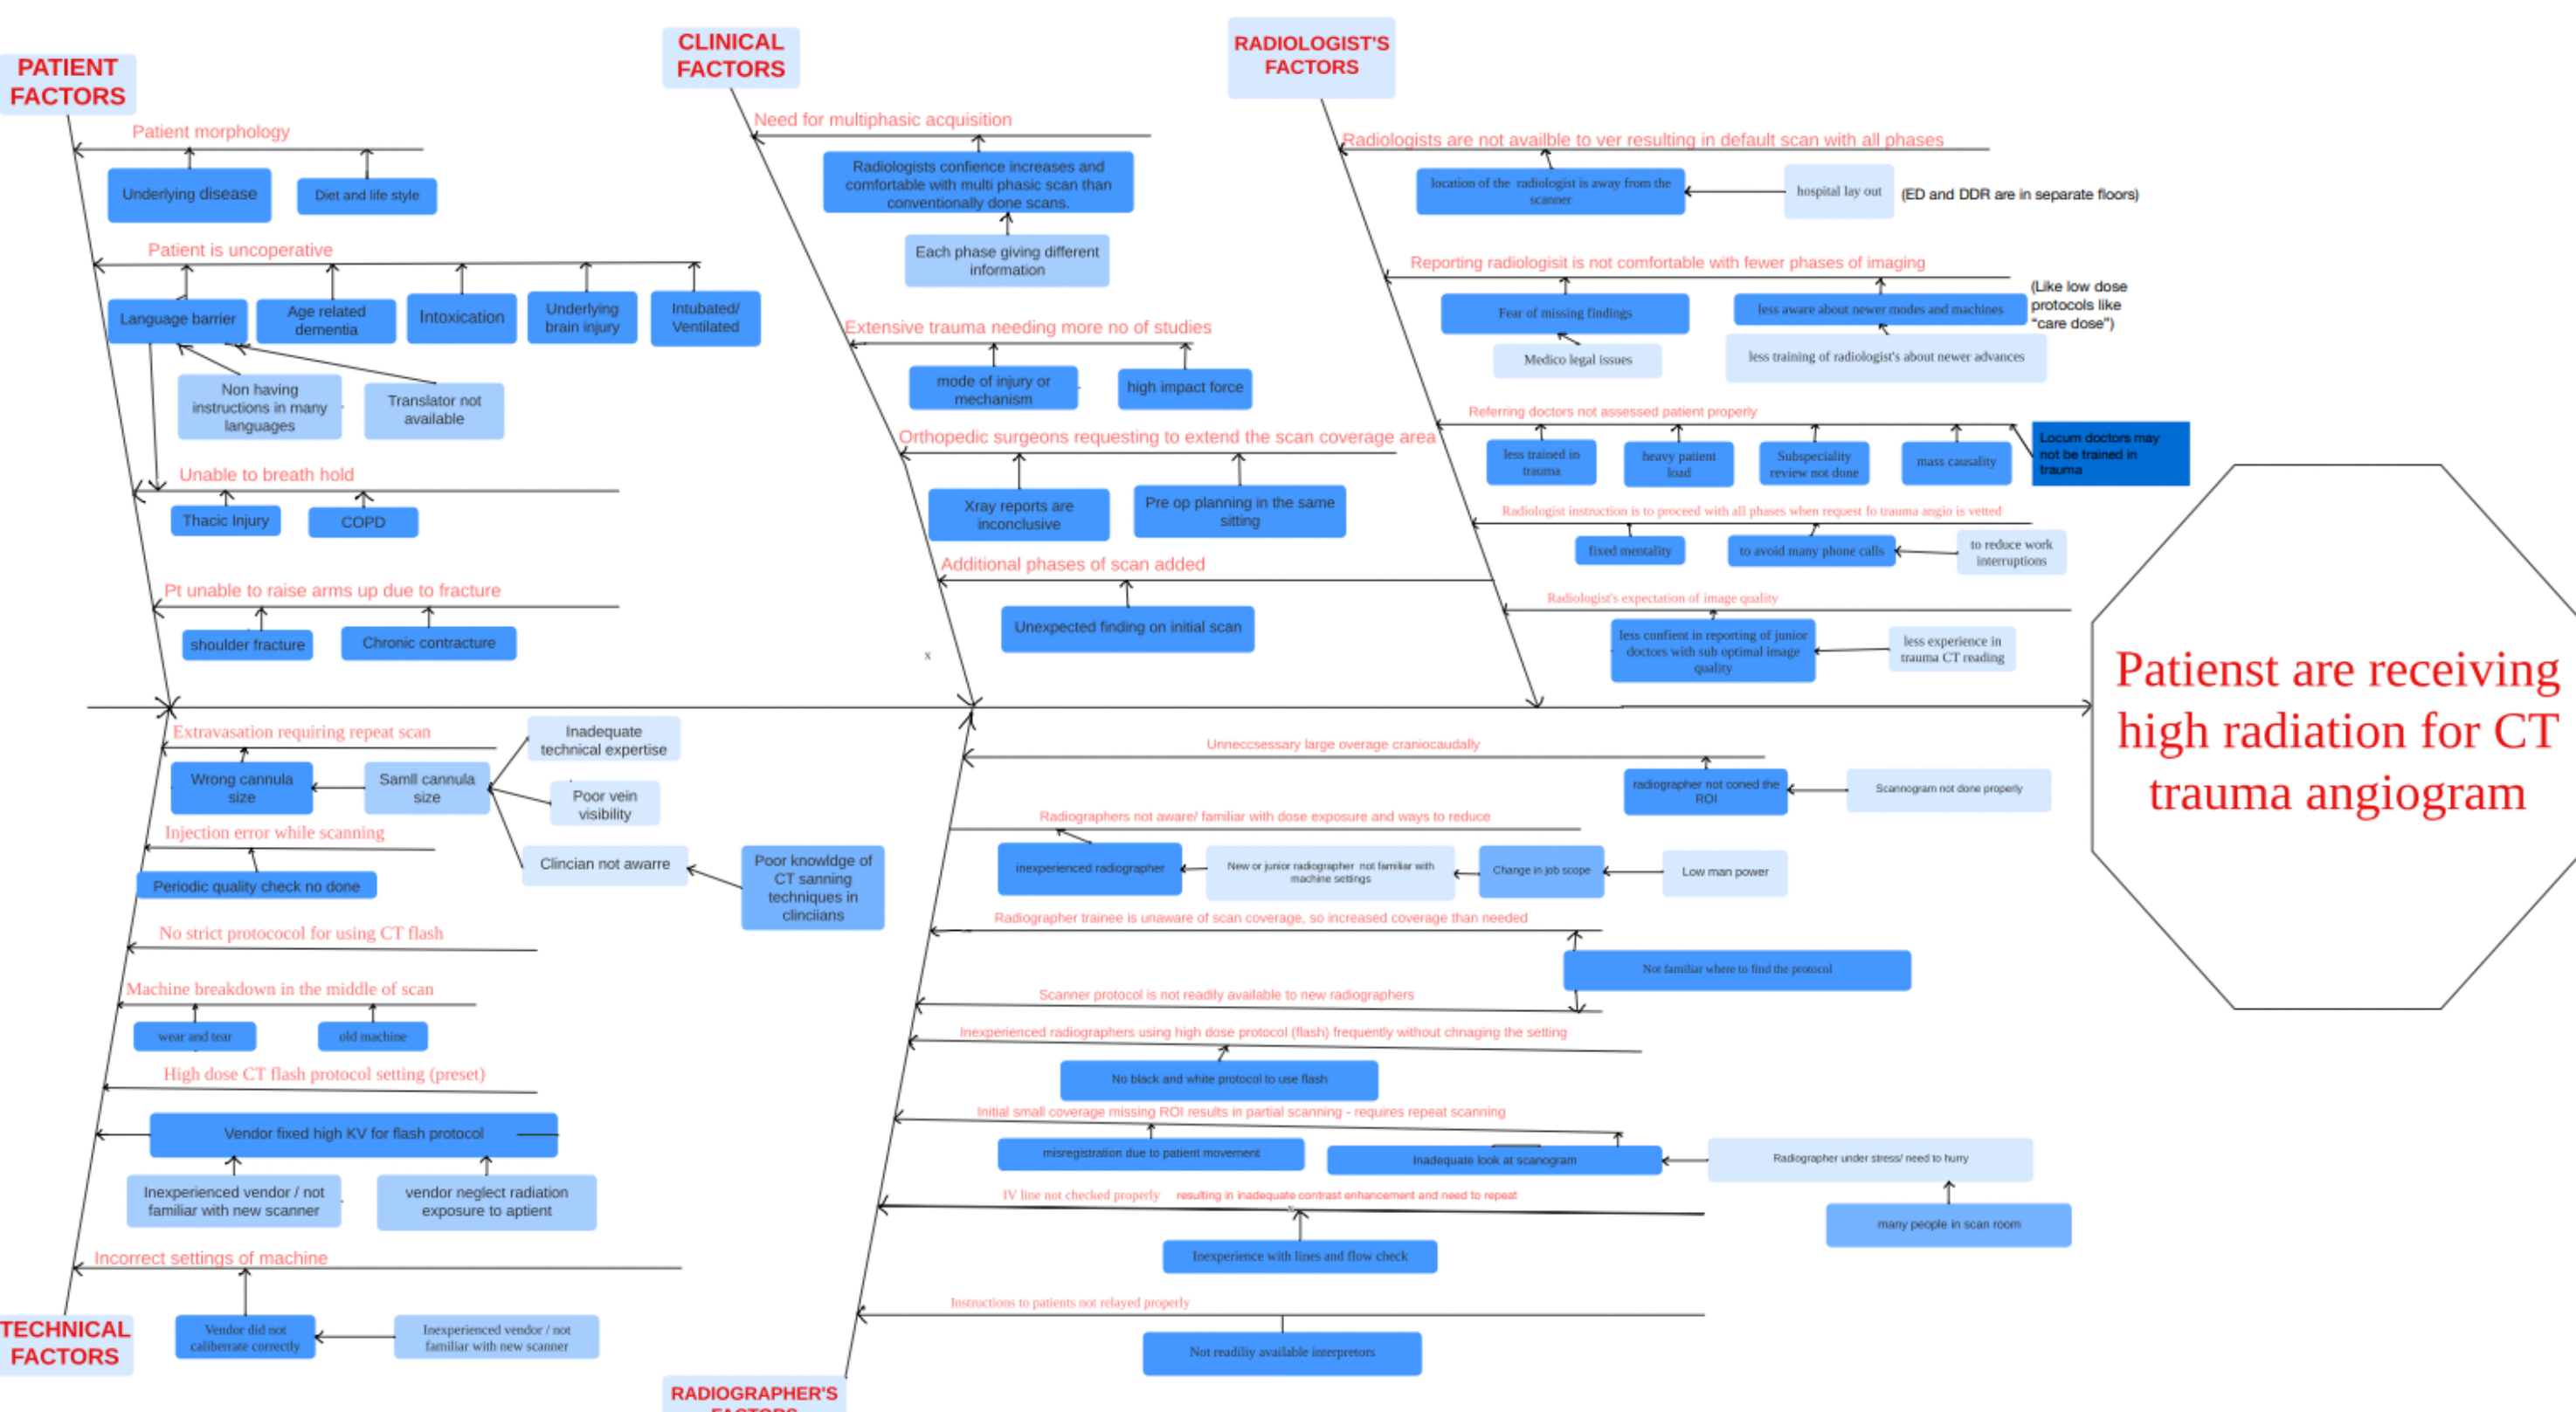 PATIENT
FACTORS
Patient morphology
Underlying disease
Diet and life style
Patient is uncoperative
Language barrier
Age related
dementia
Intoxication
Underlying
brain injury
Intubated/
Ventilated
Non having
instructions in many
languages
Translator not
available
Unable to breath hold
Thacic Injury
COPD
Pt unable to raise arms up due to fracture
shoulder fracture
Chronic contracture
CLINICAL
FACTORS
Need for multiphasic acquisition
Radiologists confience increases and
comfortable with multi phasic scan than
conventionally done scans.
Each phase giving different
information
Extensive trauma needing more no of studies
mode of injury or
mechanism
high impact force
Orthopedic surgeons requesting to extend the scan coverage area
Xray reports are
inconclusive
Pre op planning in the same
sitting
Additional phases of scan added
Unexpected finding on initial scan
x
RADIOLOGIST'S
FACTORS
Radiologists are not availble to ver resulting in default scan with all phases
location of the radiologist is away from the
scanner
hospital lay out
(ED and DDR are in separate floors)
Reporting radiologisit is not comfortable with fewer phases of imaging
Fear of missing findings
less aware about newer modes and machines
(Like low dose
protocols like
“care dose”)
Medico legal issues
less training of radiologist's about newer advances
Referring doctors not assessed patient properly
less trained in
trauma
heavy patient
load
Subspeciality
review not done
mass causality
Locum doctors may
not be trained in
trauma
Radiologist instruction is to proceed with all phases when request fo trauma angio is vetted
fixed mentality
to avoid many phone calls
to reduce work
interruptions
Radiologist's expectation of image quality
less confient in reporting of junior
doctors with sub optimal image
quality
less experience in
trauma CT reading
Patienst are receiving
high radiation for CT
trauma angiogram
Extravasation requiring repeat scan
Wrong cannula
size
Samll cannula
size
Inadequate
technical expertise
Poor vein
visibility
Clincian not awarre
Poor knowldge of
CT sanning
techniques in
clinciians
Injection error while scanning
Periodic quality check no done
No strict protococol for using CT flash
Machine breakdown in the middle of scan
wear and tear
old machine
High dose CT flash protocol setting (preset)
Vendor fixed high KV for flash protocol
Inexperienced vendor / not
familiar with new scanner
vendor neglect radiation
exposure to aptient
Incorrect settings of machine
Vendor did not
caliberrate correctly
Inexperienced vendor / not
familiar with new scanner
TECHNICAL
FACTORS
Unneccsessary large overage craniocaudally
radiographer not coned the
ROI
Scannogram not done properly
Radiographers not aware/ familiar with dose exposure and ways to reduce
inexperienced radiographer
New or junior radiographer not familiar with
machine settings
Change in job scope
Low man power
Radiographer trainee is unaware of scan coverage, so increased coverage than needed
Not familiar where to find the protocol
Scanner protocol is not readily available to new radiographers
Inexperienced radiographers using high dose protocol (flash) frequently without chnaging the setting
No black and white protocol to use flash
Initial small coverage missing ROI results in partial scanning - requires repeat scanning
misregistration due to patient movement
Inadequate look at scanogram
Radiographer under stress/ need to hurry
many people in scan room
IV line not checked properly resulting in inadequate contrast enhancement and need to repeat
x
Inexperience with lines and flow check
Instructions to patients not relayed properly
Not readiliy available interpretors
RADIOGRAPHER'S
FACTORS